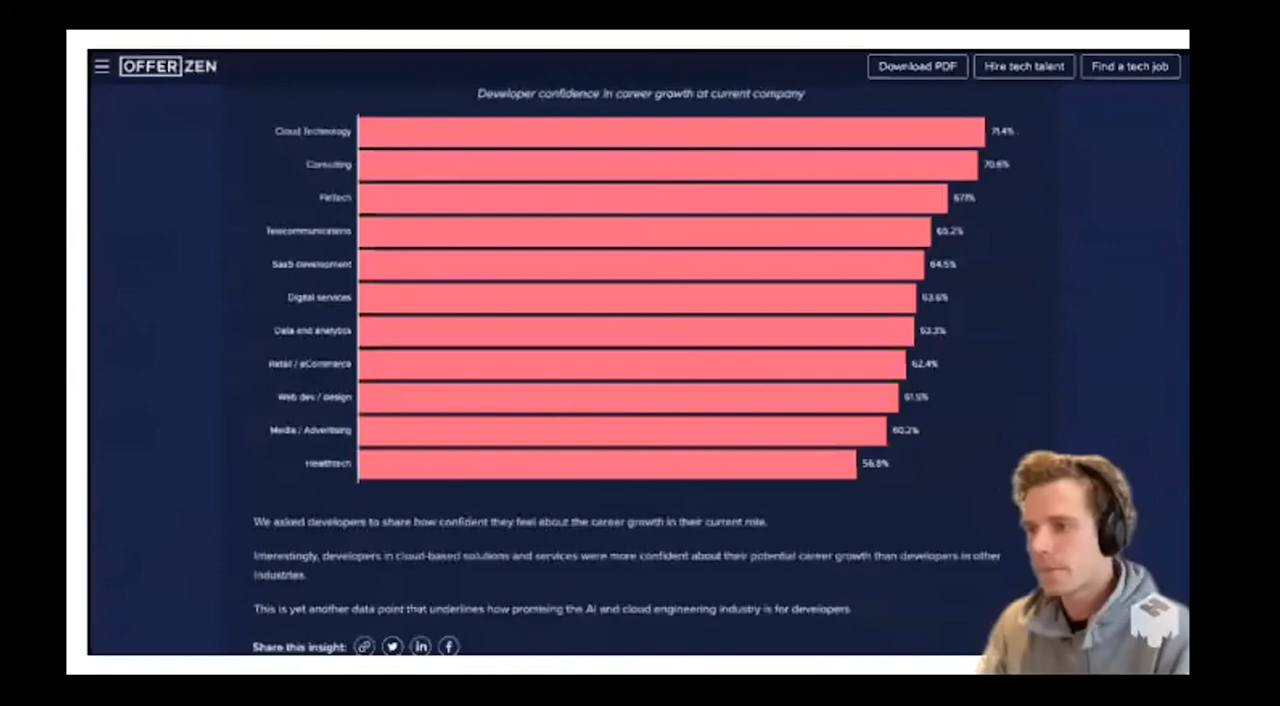 OFFERZEN
Download PDF
Hire tech talent
Find a tech job
Developer confidence in career growth at current company
Cloud Technology 71.4%
Consulting 70.6%
FinTech 67.1%
Telecommunications 65.2%
SaaS development 64.5%
Digital services 63.6%
Data and analytics 63.3%
Retail / eCommerce 62.4%
Web dev / design 61.5%
Media / Advertising 60.2%
Healthtech 56.8%
We asked developers to share how confident they feel about the career growth in their current role.
Interestingly, developers in cloud-based solutions and services were more confident about their potential career growth than developers in other
industries.
This is yet another data point that underlines how promising the AI and cloud engineering industry is for developers
Share this insight: